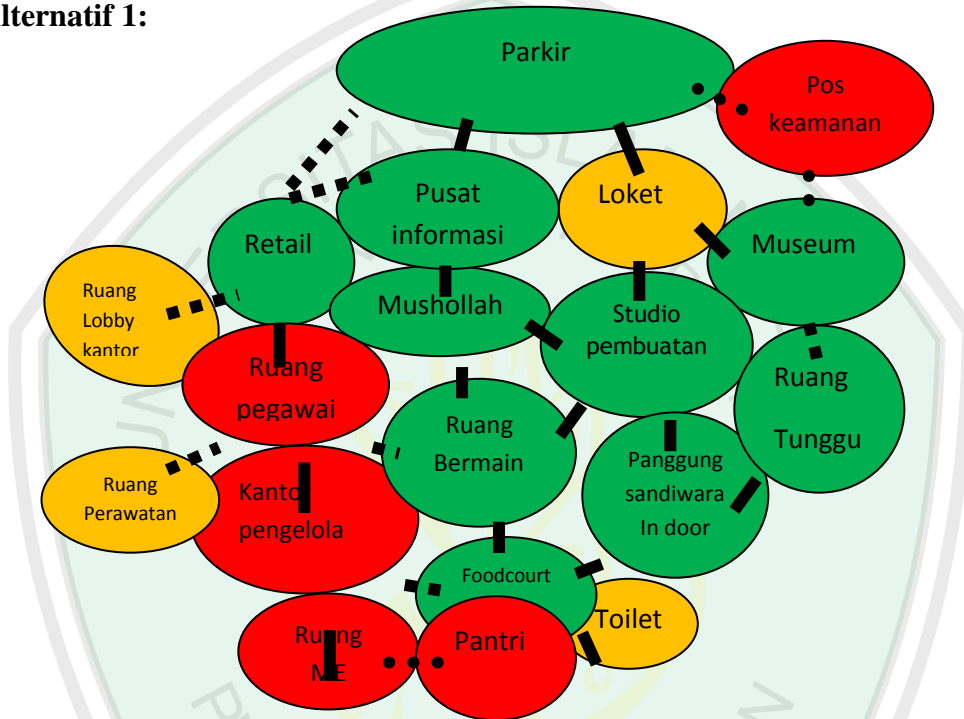 lternatif 1:
Parkir
Pos
keamanan
Pusat
informasi
Loket
Retail
Museum
Ruang
Lobby
kantor
Mushollah
Studio
pembuatan
Ruang
pegawai
Ruang
Tunggu
Ruang
Bermain
Panggung
sandiwara
In door
Ruang
Perawatan
Kantor
pengelola
Foodcourt
Toilet
Ruang
ME
Pantri